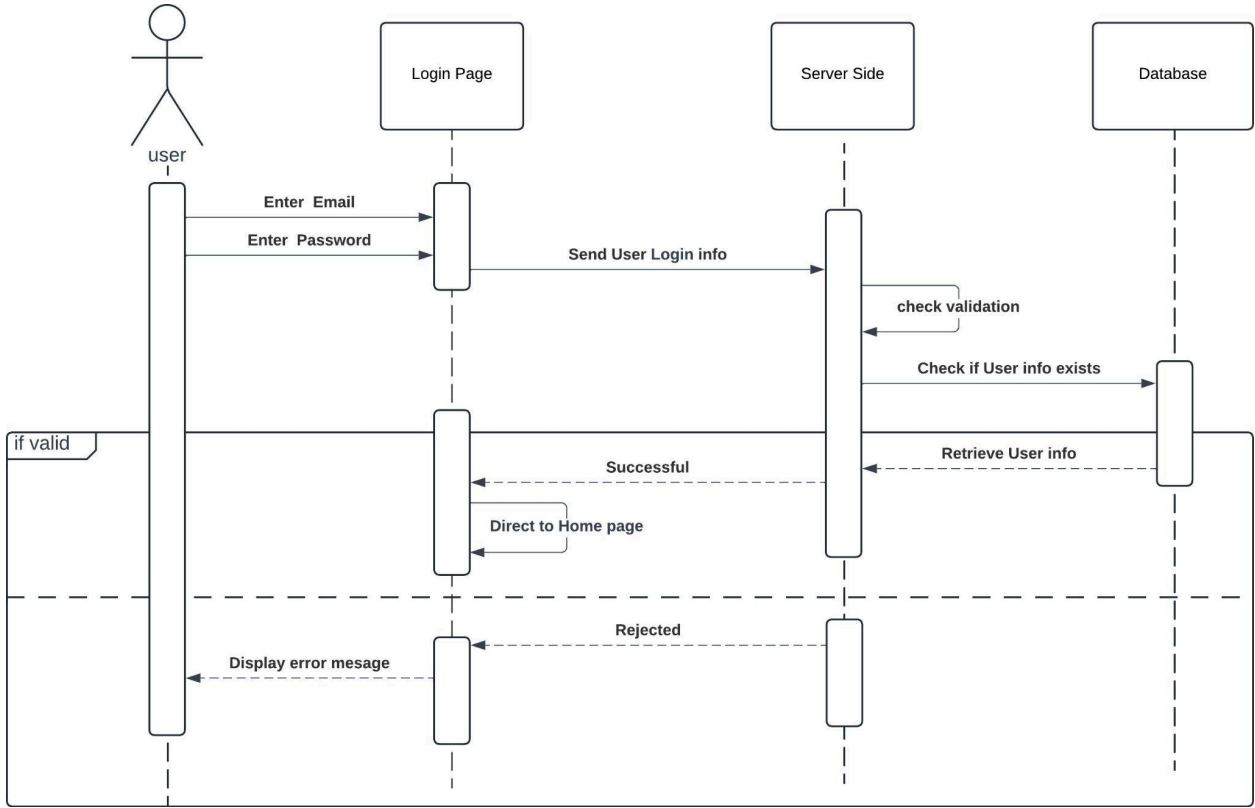 Login Page
Server Side
Database
user
Enter  Email
Enter  Password
Send User Login info
check validation
Check if User info exists
if valid
Retrieve User info
Successful
Direct to Home page
Rejected
Display error mesage